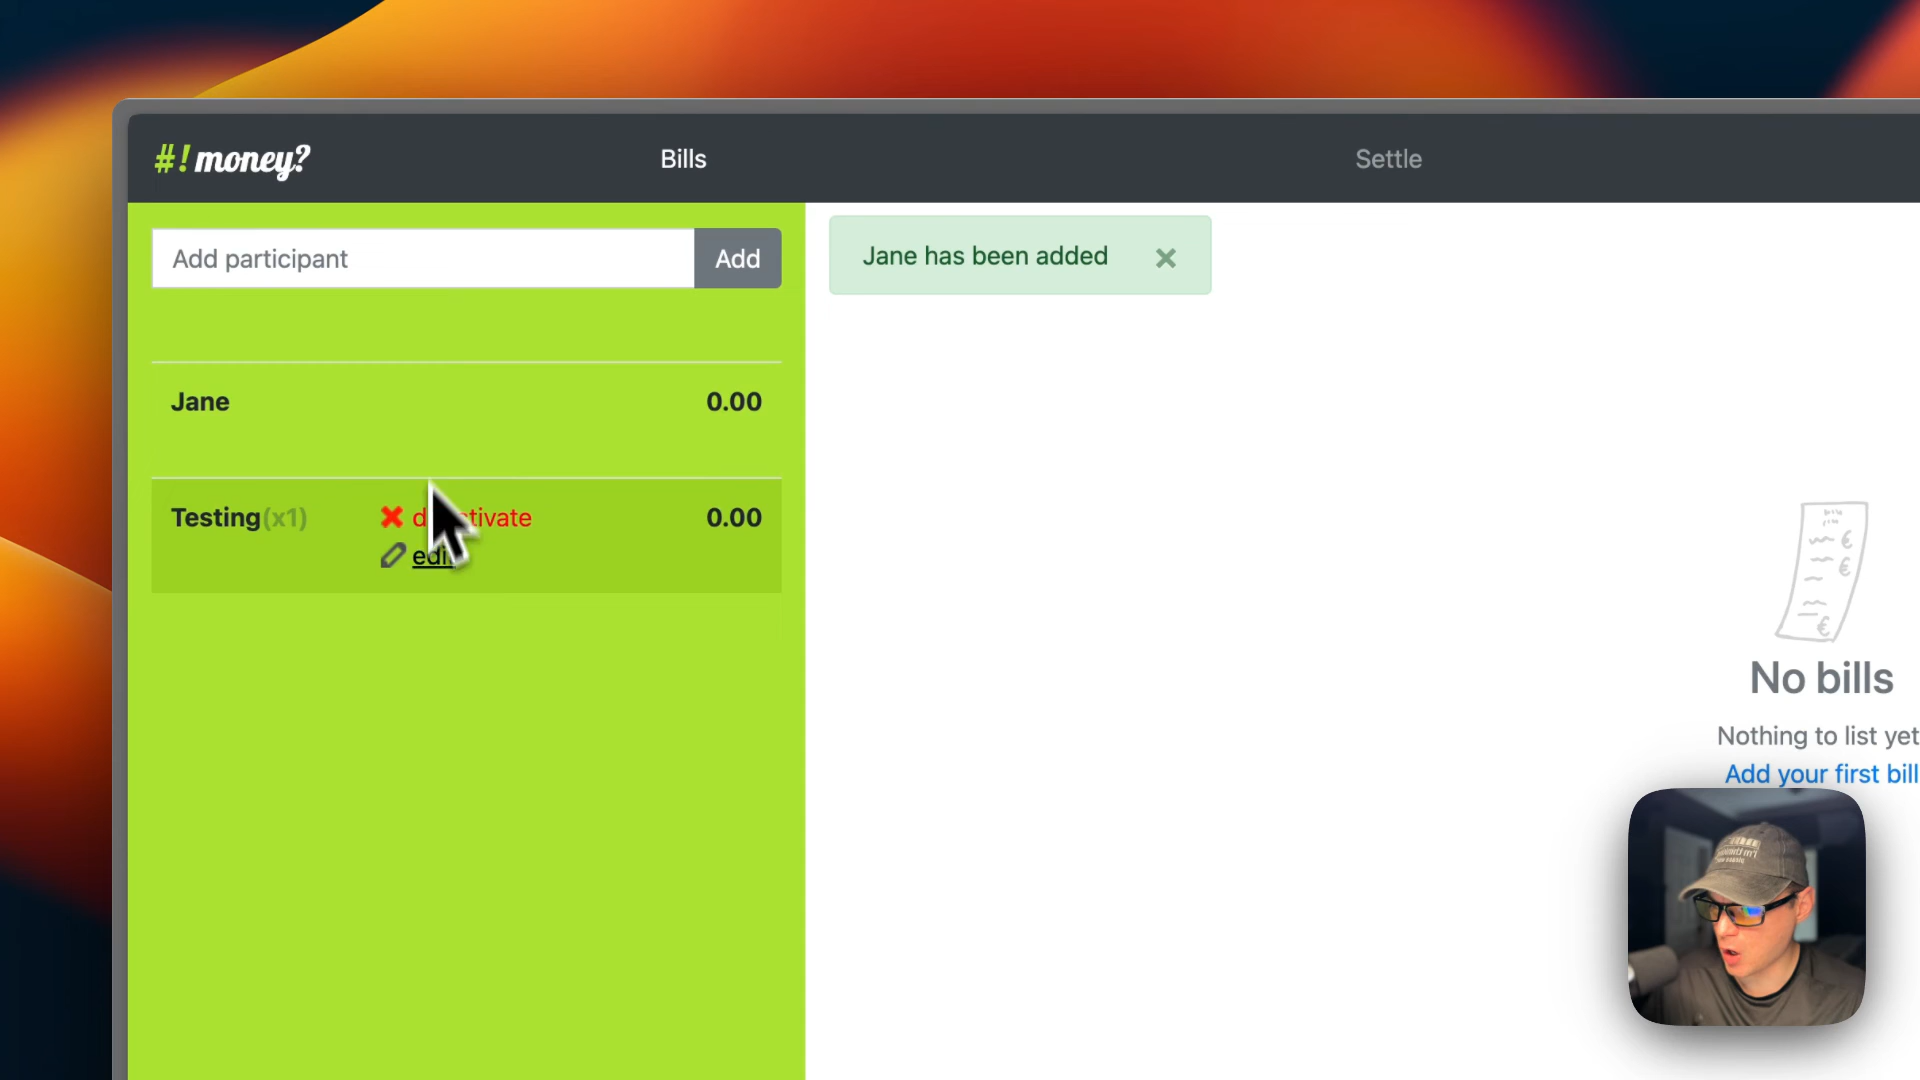 #! money?
Bills
Settle
Add participant
Add
Jane has been added
Jane
0.00
Testing(x1)
0.00
edit
No bills
Nothing to list yet
Add your first bill